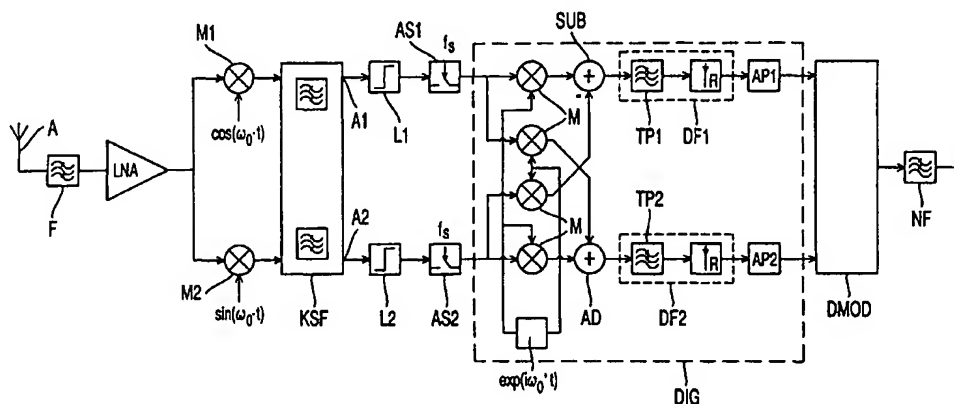 M1
AS1
fs
SUB
A
A1
L1
AP1
R
cos(ω0·t)
TP1
DF1
M
LNA
F
A2
TP2
NF
fs
M
R
AP2
M2
sin(ω0·t)
KSF
L2
AS2
AD
DF2
DMOD
exp(iω0't)
DIG